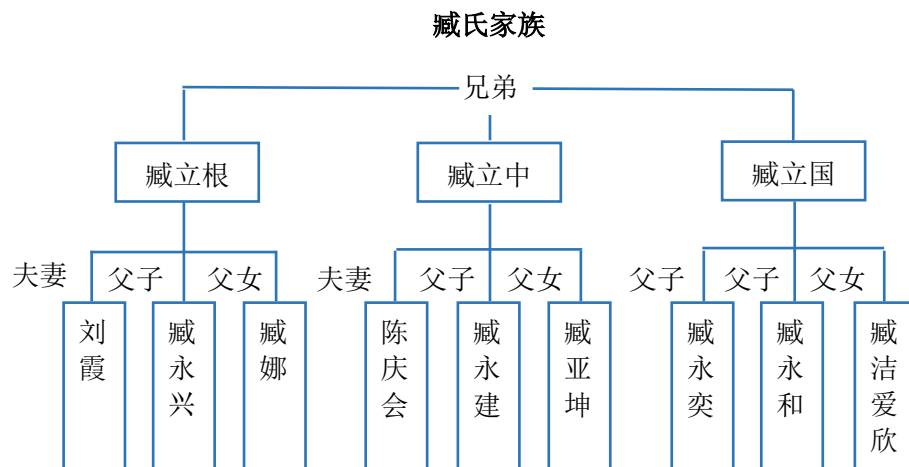 臧氏家族
兄弟
臧立根
臧立中
臧立国
夫妻
父子
父女
夫妻
父子
父女
父子
父子
父女
刘霞
臧永兴
臧娜
陈庆会
臧永建
臧亚坤
臧永奕
臧永和
臧洁爱欣